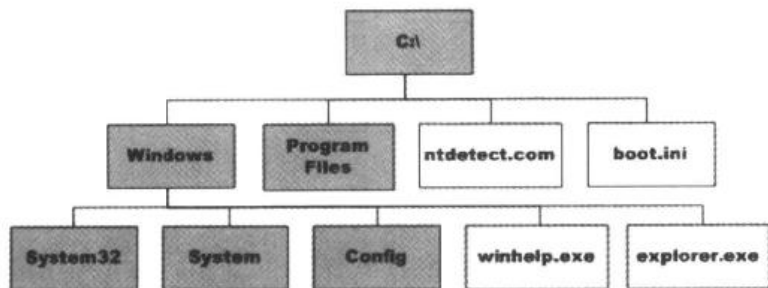 C:\
Windows
Program
Files
ntdetect.com
boot.ini
System32
System
Config
winhelp.exe
explorer.exe